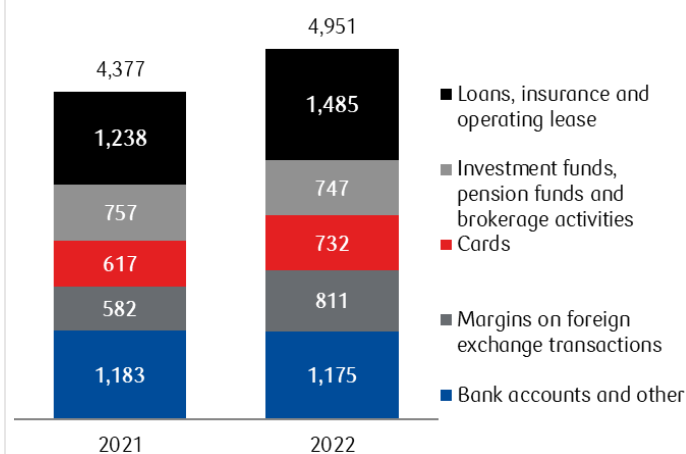 4,951
4,377
1,485
1,238
757
747
617
732
582
811
1,183
1,175
2021
2022
Loans, insurance and
operating lease
Investment funds,
pension funds and
brokerage activities
Cards
Margins on foreign
exchange transactions
Bank accounts and other